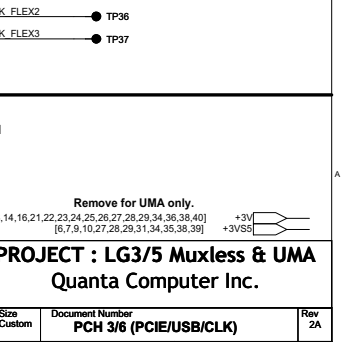 K_FLEX2 TP36
K_FLEX3 TP37
A
Remove for UMA only.
,14,16,21,22,23,24,25,26,27,28,29,34,36,38,40] +3V
[6,7,9,10,27,28,29,31,34,35,38,39] +3VS5
PROJECT : LG3/5 Muxless & UMA
Quanta Computer Inc.
Size Document Number Rev
Custom PCH 3/6 (PCIE/USB/CLK) 2A